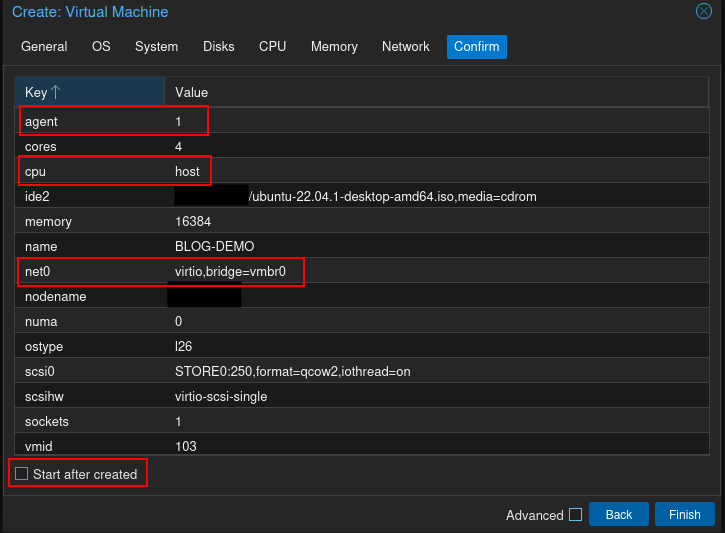 Create: Virtual Machine
General OS System Disks CPU Memory Network Confirm
Key Value
agent 1
cores 4
cpu host
ide2 /ubuntu-22.04.1-desktop-amd64.iso,media=cdrom
memory 16384
name BLOG-DEMO
net0 virtio,bridge=vmbr0
nodename
numa 0
ostype l26
scsi0 STORE0:250,format=qcow2,iothread=on
scsihw virtio-scsi-single
sockets 1
vmid 103
Start after created
Advanced Back Finish